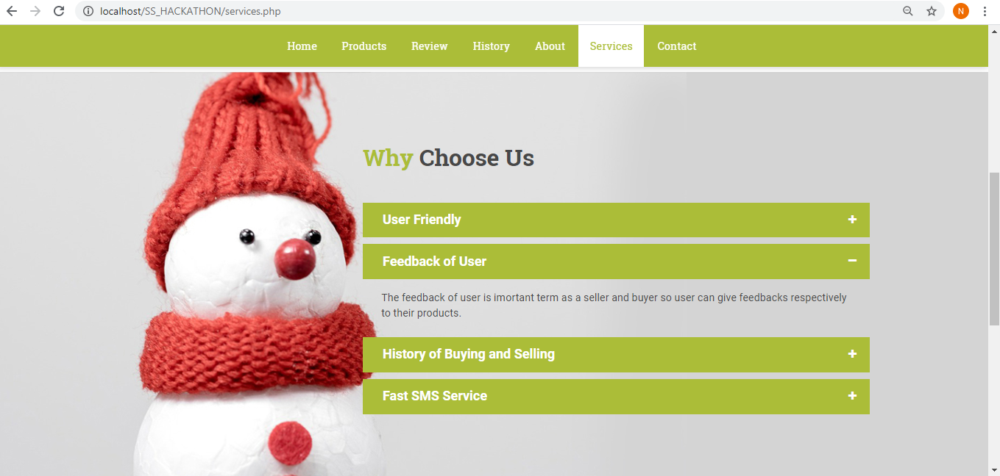 localhost/SS_HACKATHON/services.php
N
Home Products Review History About Services Contact
Why Choose Us
User Friendly +
Feedback of User −
The feedback of user is imortant term as a seller and buyer so user can give feedbacks respectively
to their products.
History of Buying and Selling +
Fast SMS Service +